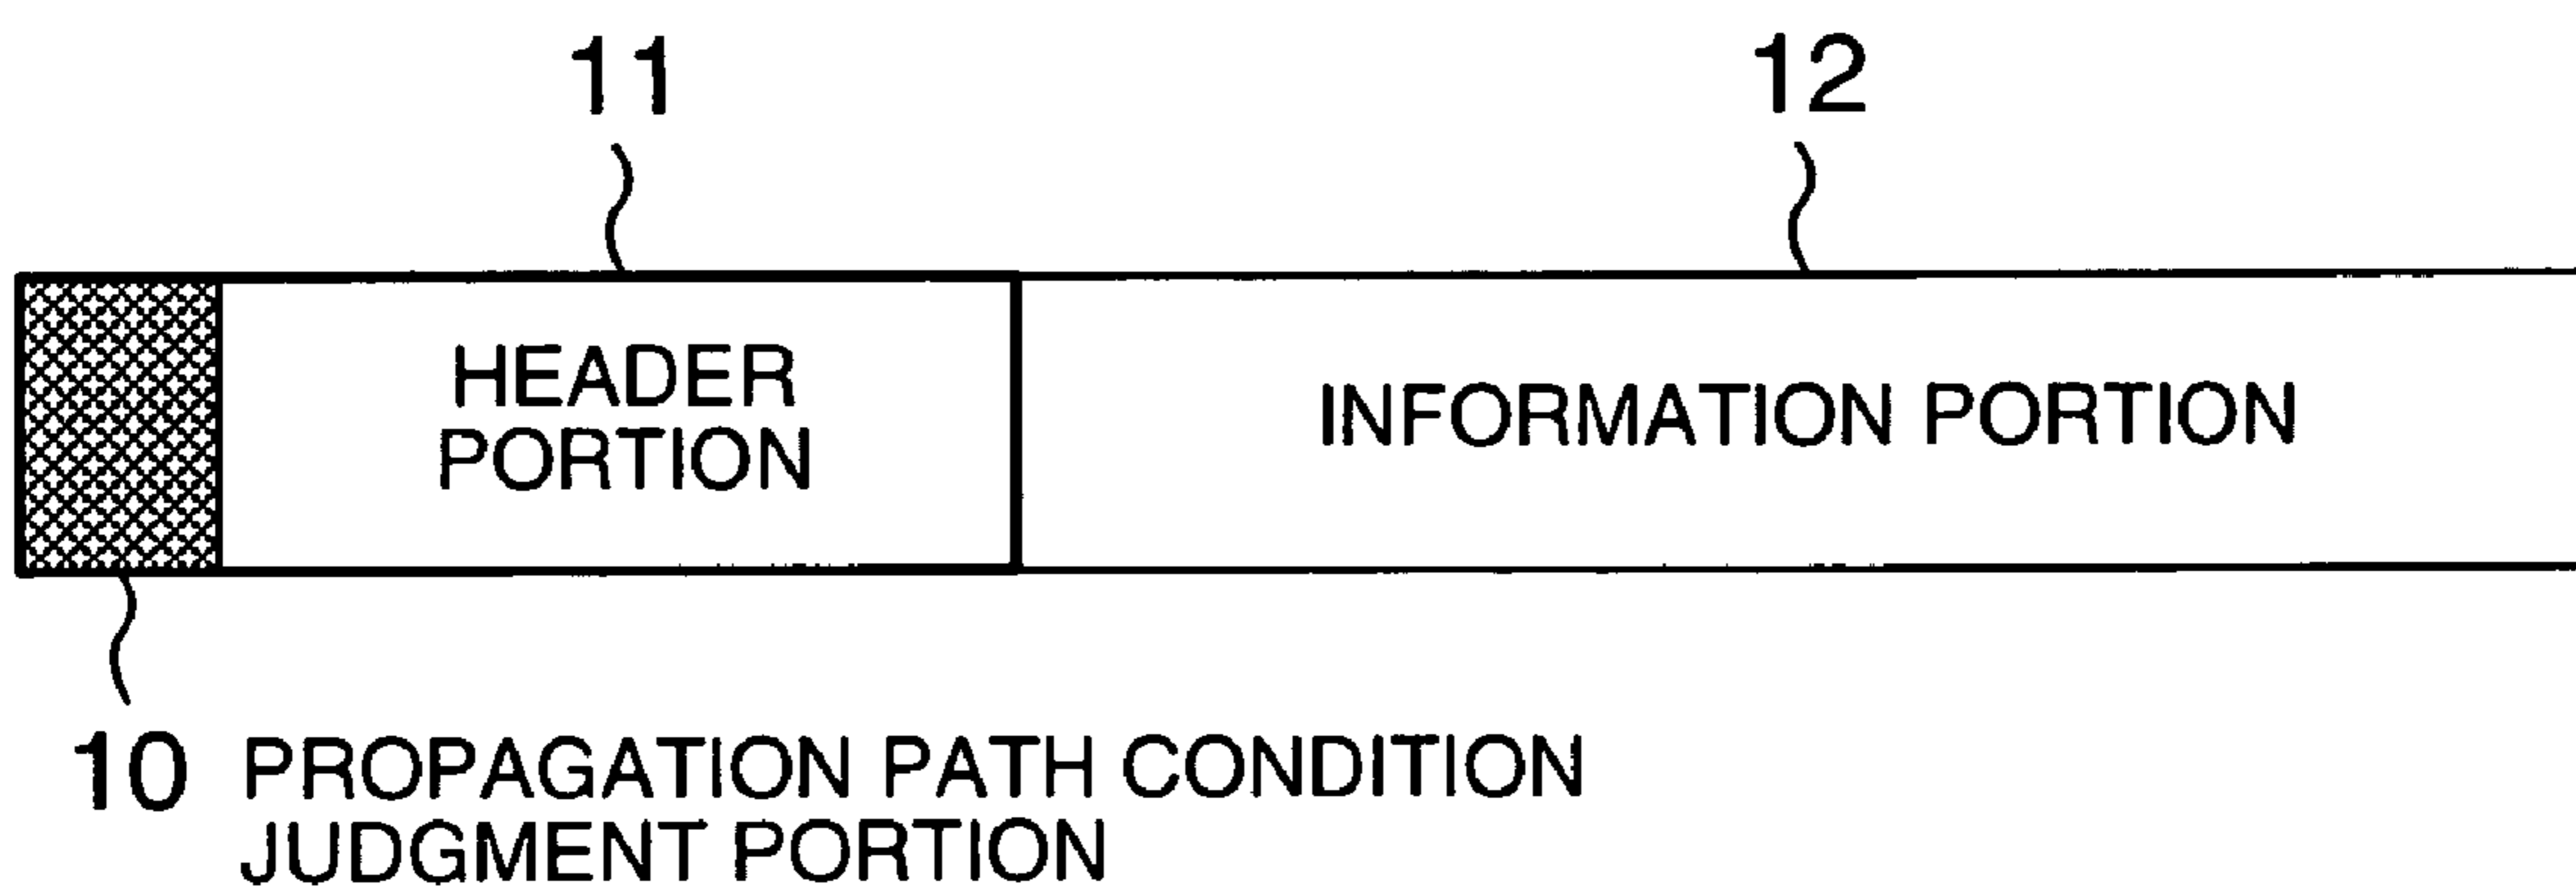 11
12
HEADER
PORTION
INFORMATION PORTION
10 PROPAGATION PATH CONDITION
JUDGMENT PORTION